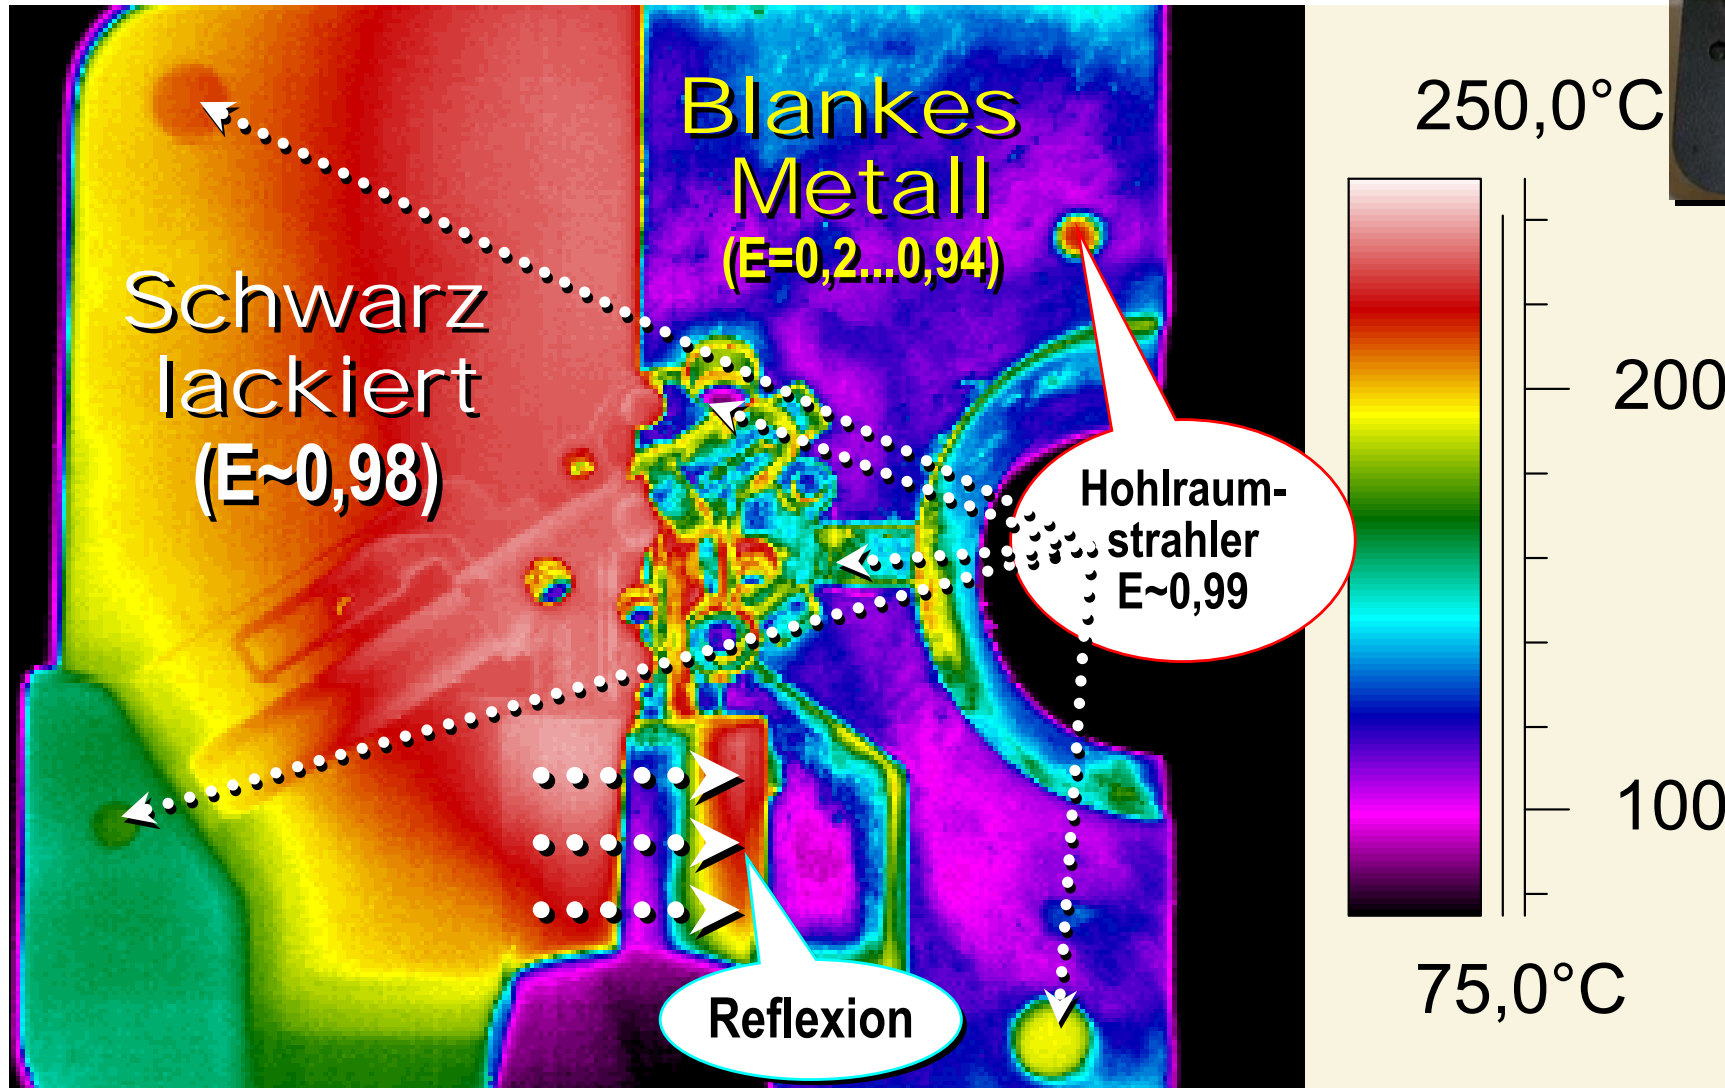 Blankes
Metall
(E=0,2...0,94)
Schwarz
lackiert
(E~0,98)
Hohlraum-
strahler
E~0,99
Reflexion
250,0°C
200
100
75,0°C